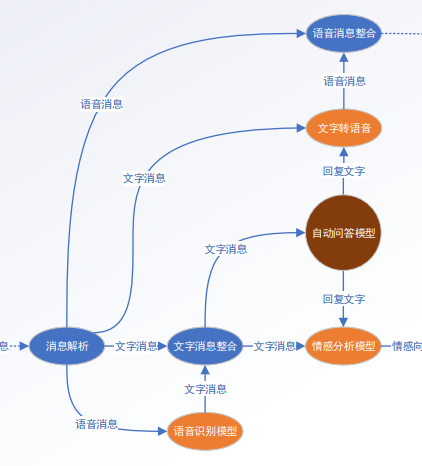 语音消息整合
语音消息
语音消息
文字转语音
文字消息
回复文字
自动问答模型
文字消息
回复文字
息
消息解析
文字消息
文字消息整合
文字消息
情感分析模型
情感向
文字消息
语音消息
语音识别模型